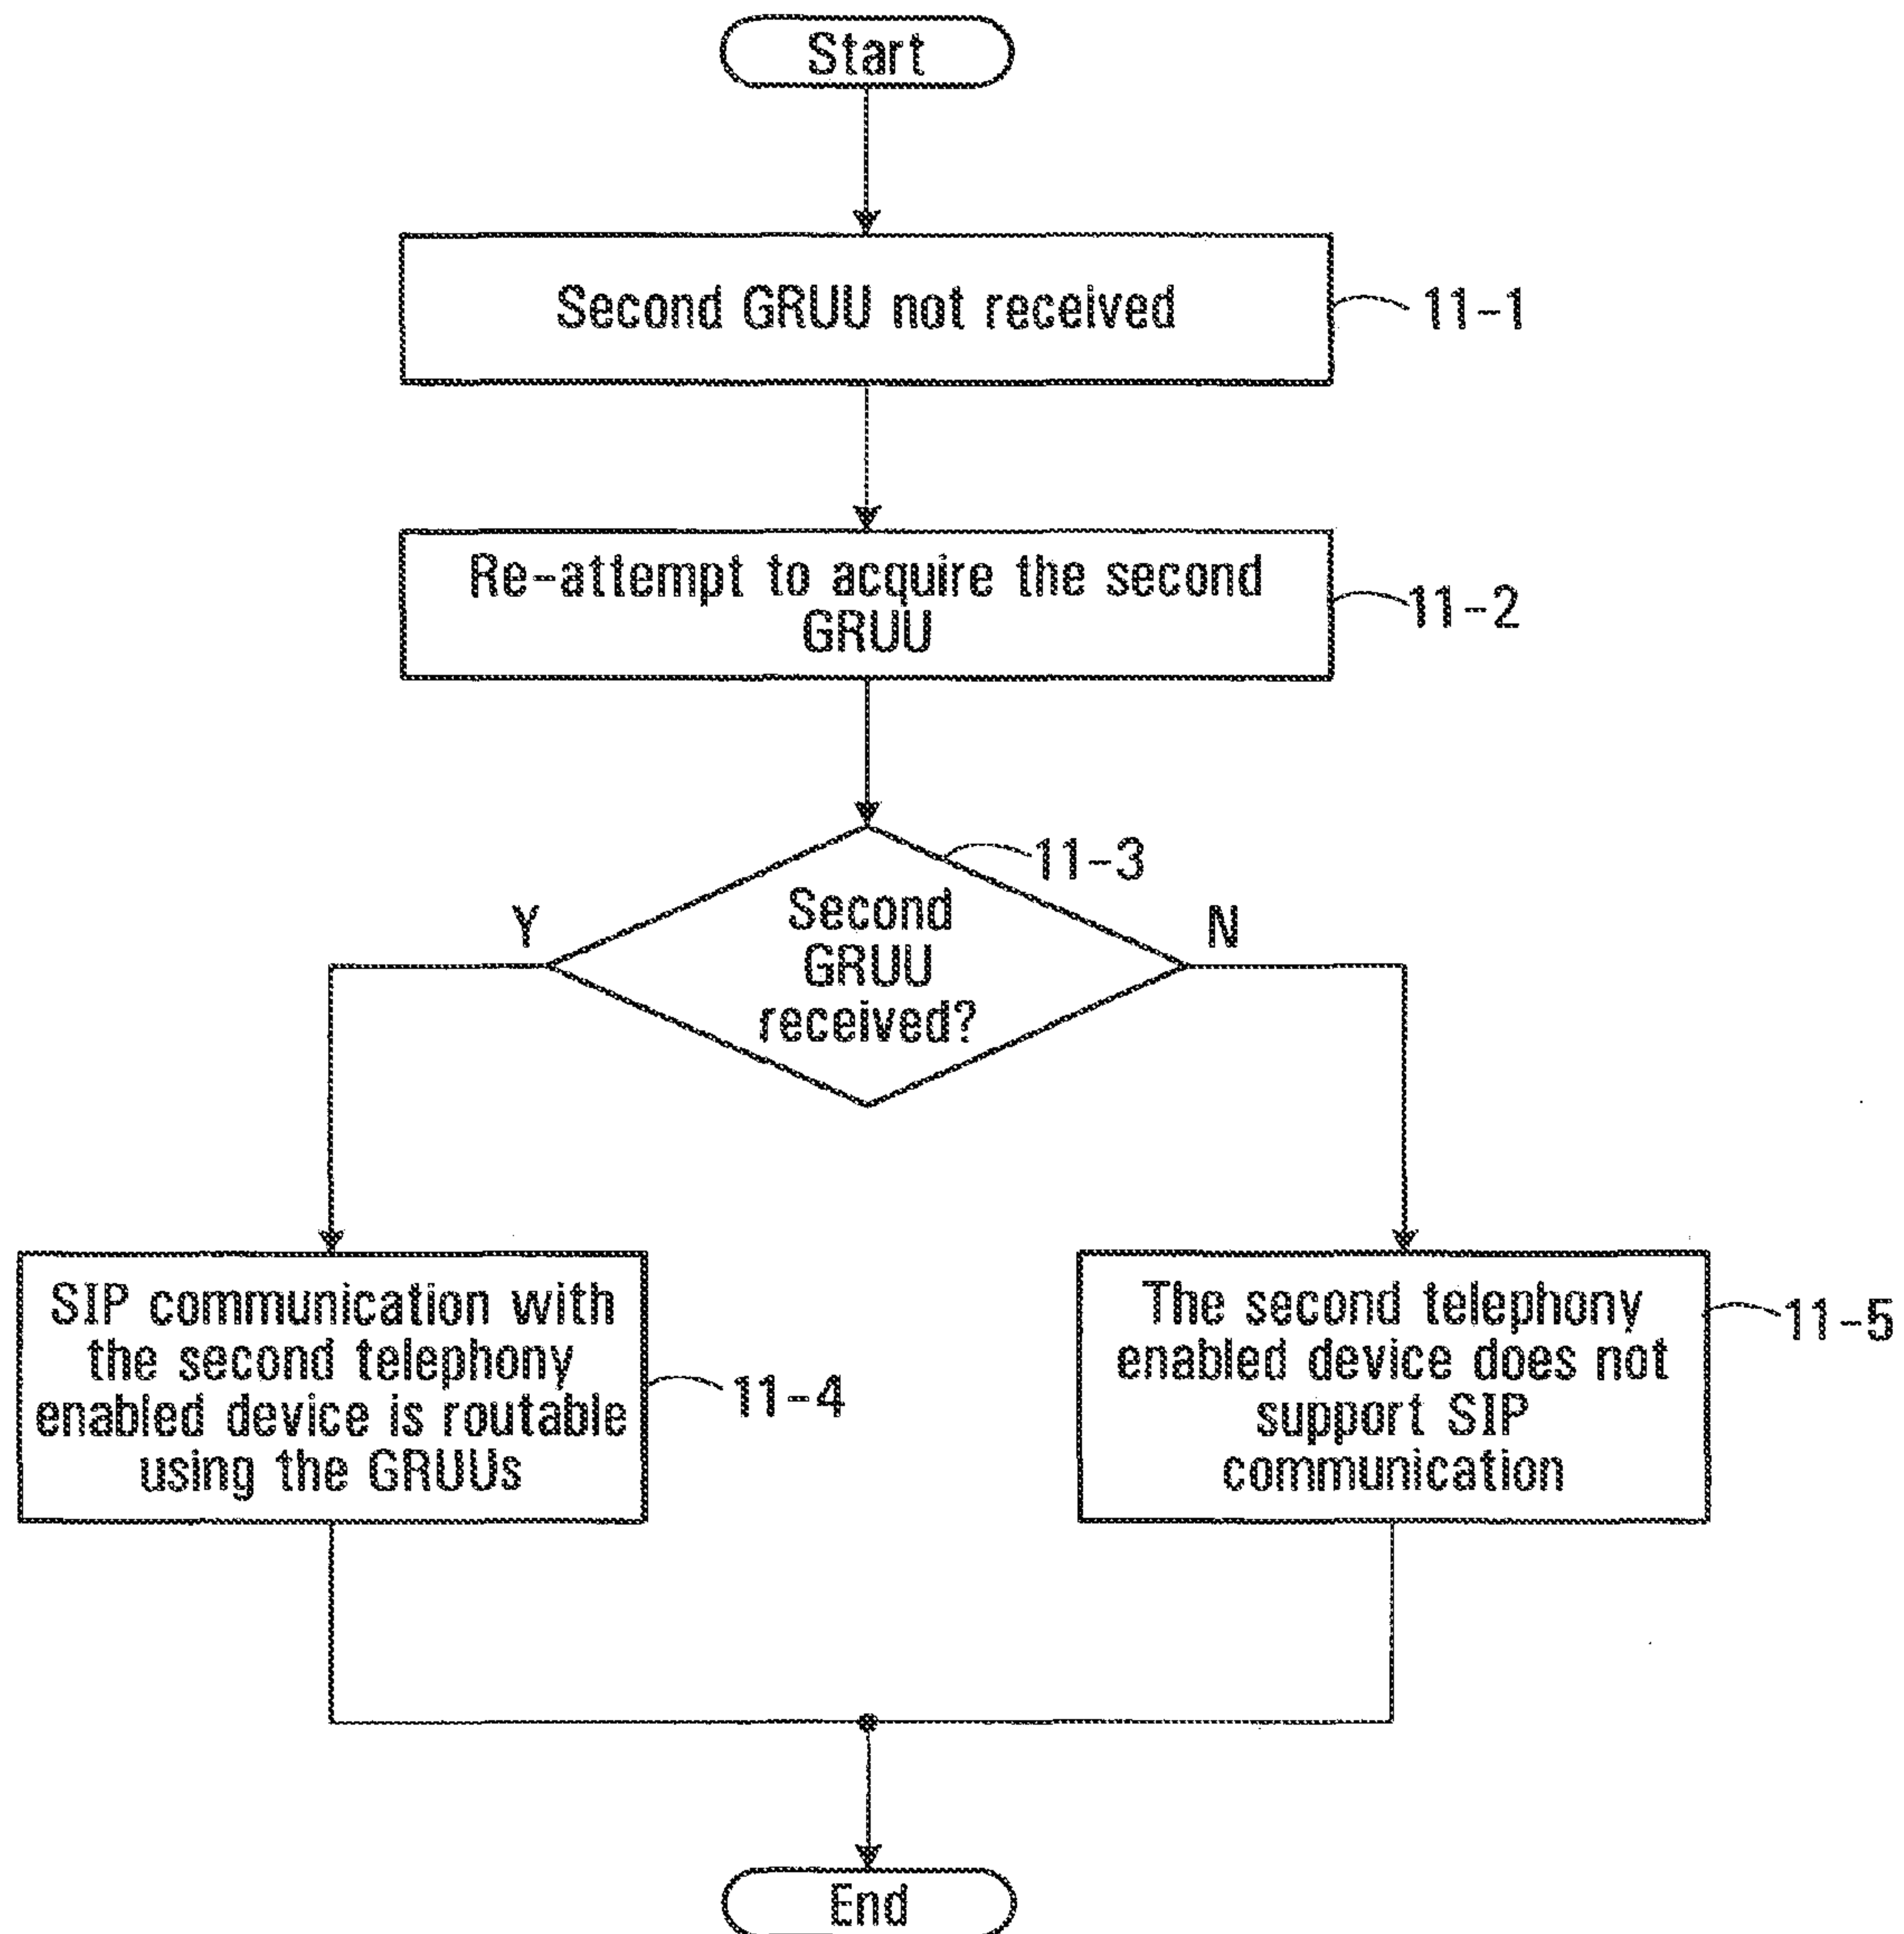 Start
Second GRUU not received
11-1
Re-attempt to acquire the second
GRUU
11-2
11-3
Second
GRUU
received?
Y
N
SIP communication with
the second telephony
enabled device is routable
using the GRUUs
11-4
The second telephony
enabled device does not
support SIP
communication
11-5
End